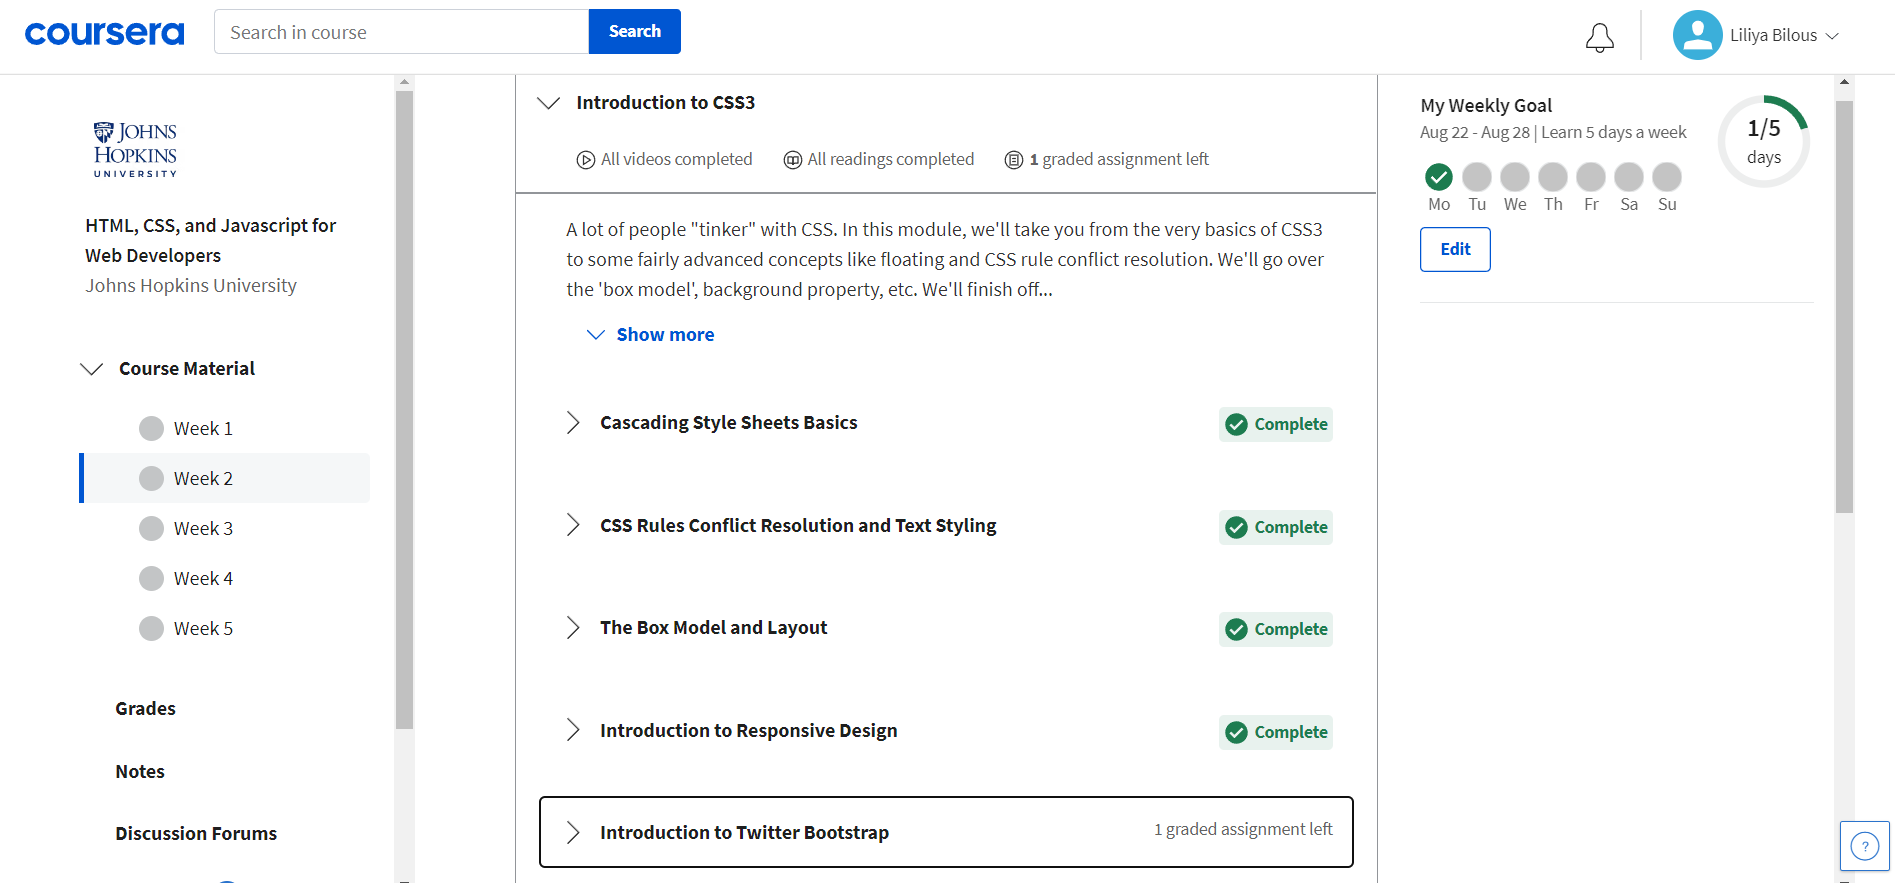 coursera
Search in course
Search
Liliya Bilous
JOHNS
HOPKINS
UNIVERSITY
HTML, CSS, and Javascript for
Web Developers
Johns Hopkins University
Course Material
Week 1
Week 2
Week 3
Week 4
Week 5
Grades
Notes
Discussion Forums
Introduction to CSS3
All videos completed
All readings completed
1 graded assignment left
A lot of people "tinker" with CSS. In this module, we'll take you from the very basics of CSS3
to some fairly advanced concepts like floating and CSS rule conflict resolution. We'll go over
the 'box model', background property, etc. We'll finish off...
Show more
Cascading Style Sheets Basics
Complete
CSS Rules Conflict Resolution and Text Styling
Complete
The Box Model and Layout
Complete
Introduction to Responsive Design
Complete
Introduction to Twitter Bootstrap
1 graded assignment left
My Weekly Goal
Aug 22 - Aug 28 | Learn 5 days a week
1/5
days
Mo Tu We Th Fr Sa Su
Edit
?